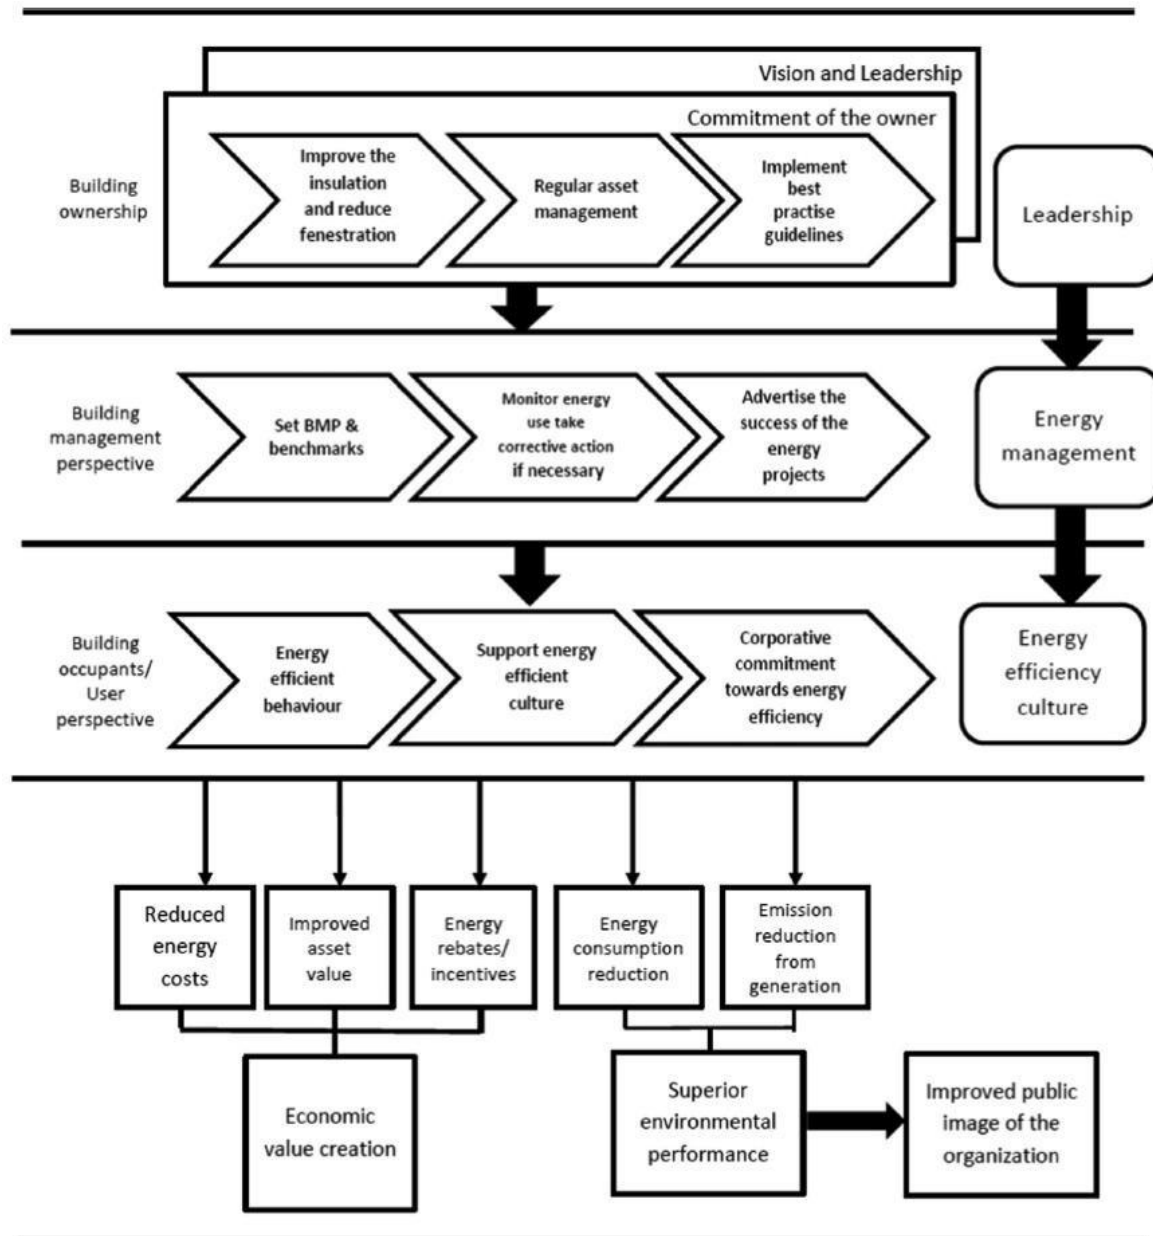 Vision and Leadership
Commitment of the owner
Building
ownership
Improve the
insulation
and reduce
fenestration
Regular asset
management
Implement
best
practise
guidelines
Leadership
Building
management
perspective
Set BMP &
benchmarks
Monitor energy
use take
corrective action
if necessary
Advertise the
success of the
energy
projects
Energy
management
Building
occupants/
User
perspective
Energy
efficient
behaviour
Support energy
efficient
culture
Corporative
commitment
towards energy
efficiency
Energy
efficiency
culture
Reduced
energy
costs
Improved
asset
value
Energy
rebates/
incentives
Energy
consumption
reduction
Emission
reduction
from
generation
Economic
value creation
Superior
environmental
performance
Improved public
image of the
organization